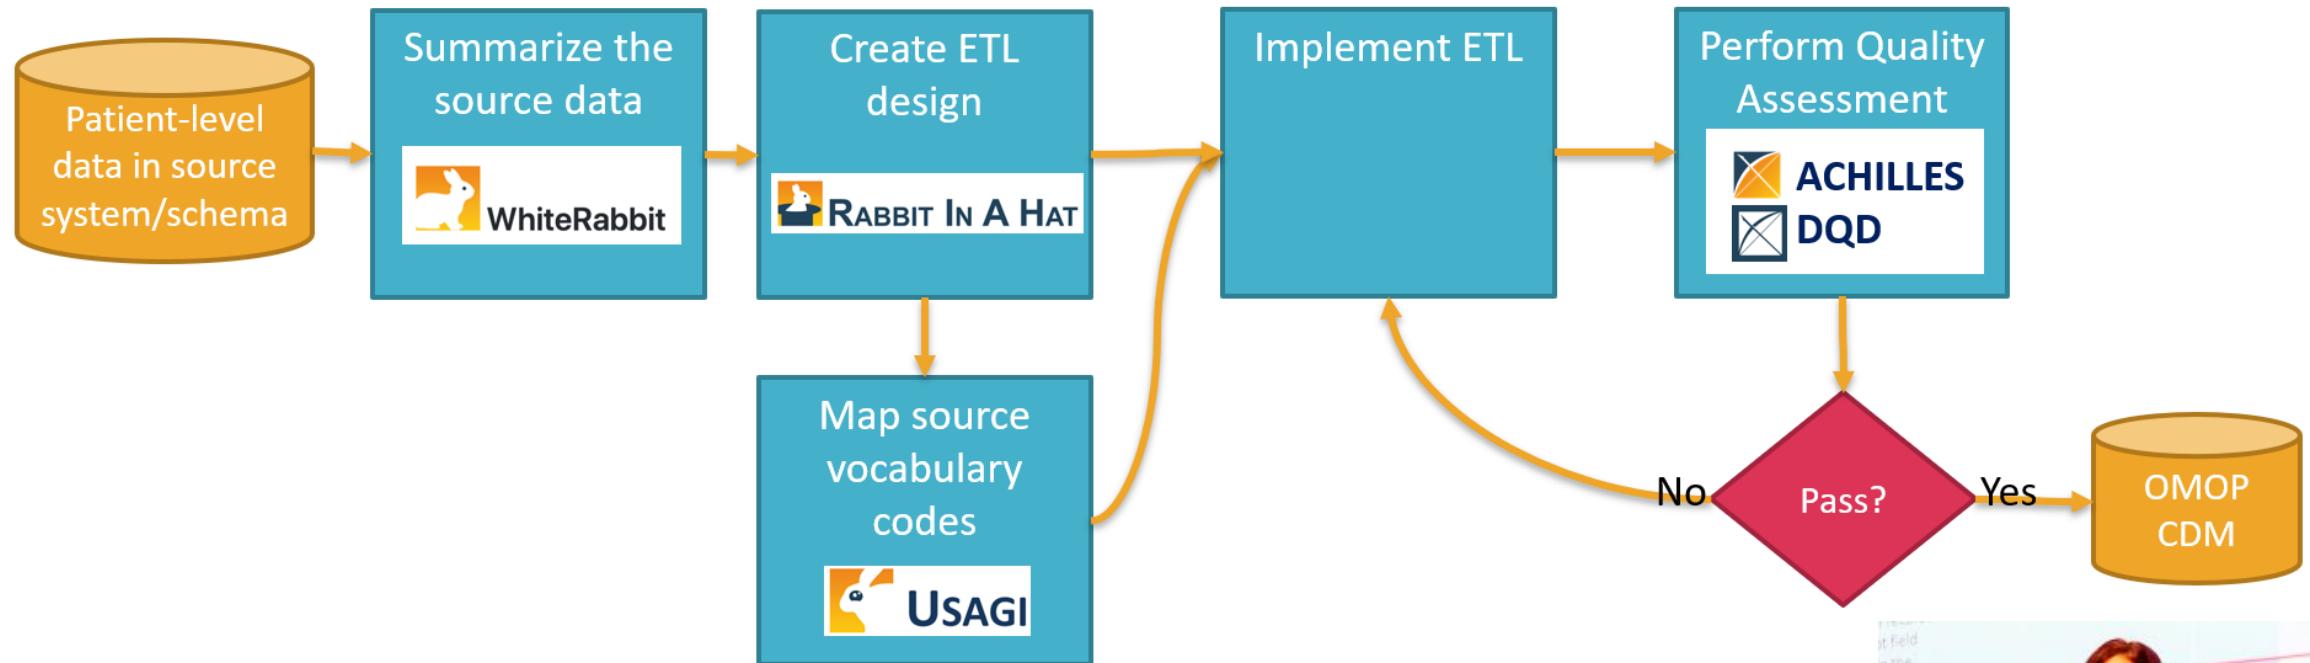 Patient-level
data in source
system/schema
Summarize the
source data
WhiteRabbit
Create ETL
design
RABBIT IN A HAT
Map source
vocabulary
codes
USAGI
Implement ETL
Perform Quality
Assessment
ACHILLES
DQD
Pass?
No
Yes
OMOP
CDM
field